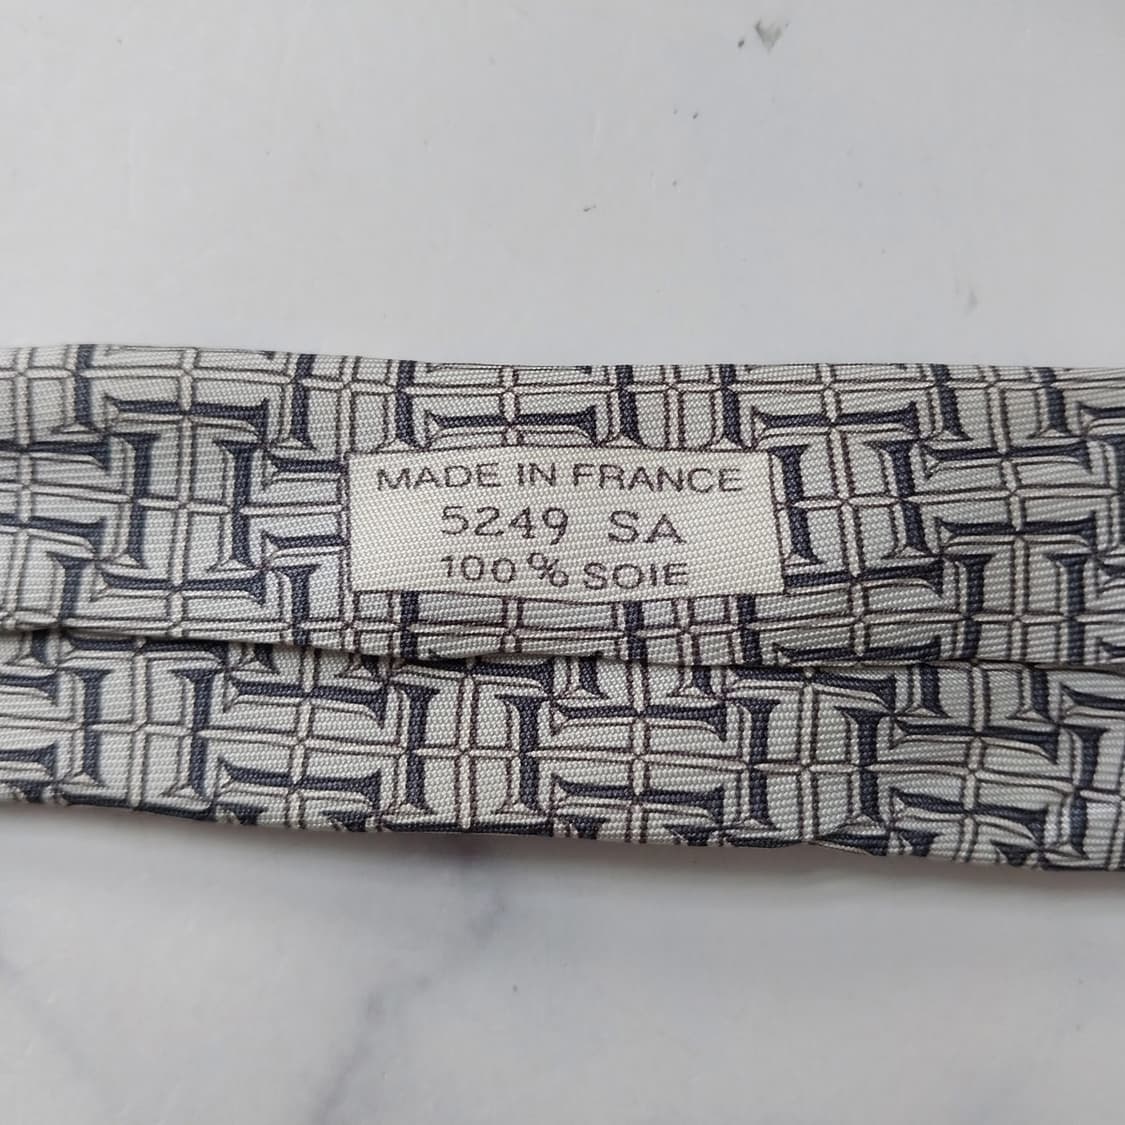 MADE IN FRANCE
5249 SA
100% SOIE